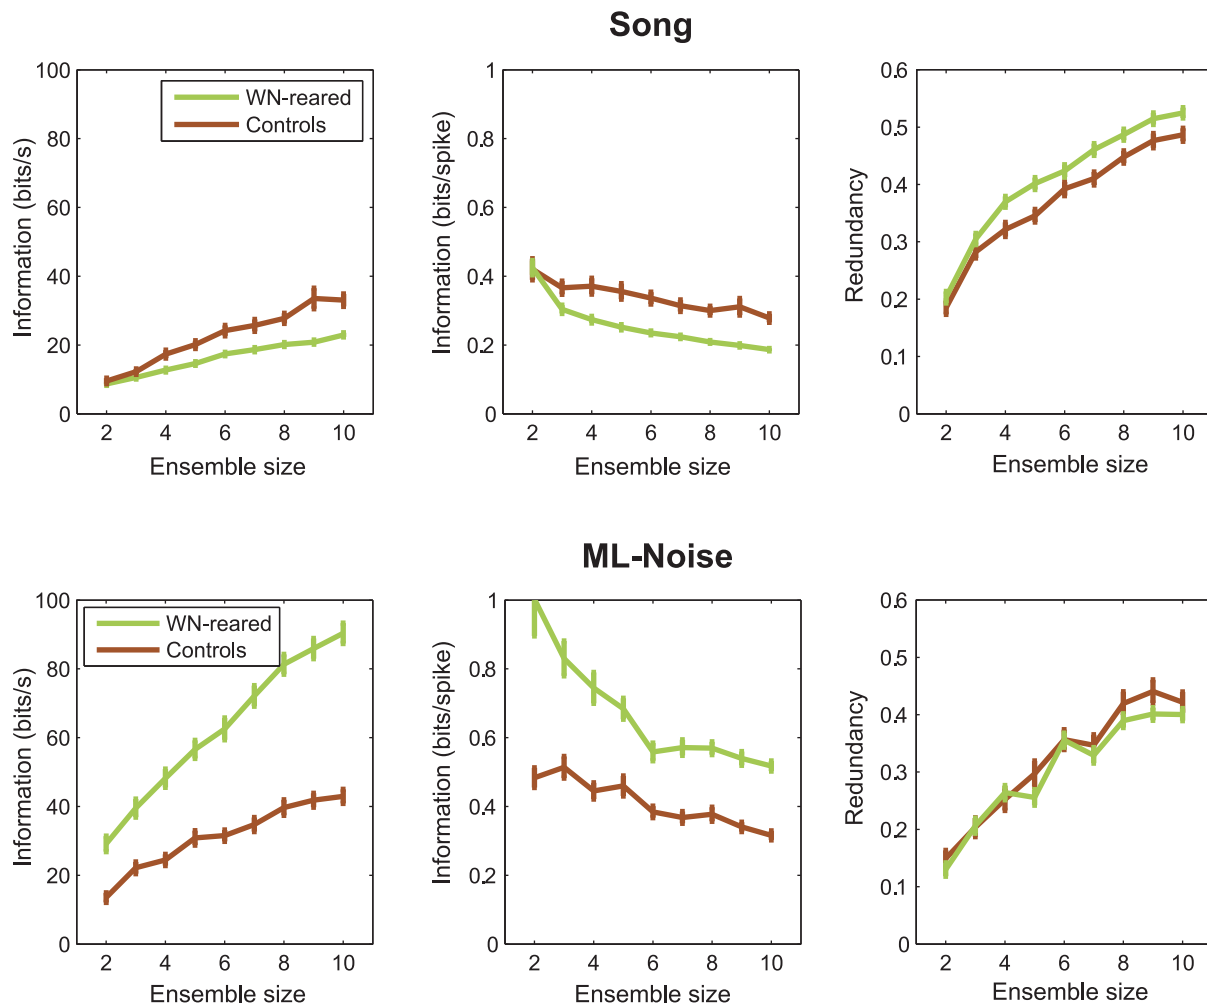 Song
Information (bits/s)
100
80
60
40
20
0
2 4 6 8 10
Ensemble size
WN-reared
Controls
Information (bits/spike)
1
0.8
0.6
0.4
0.2
0
2 4 6 8 10
Ensemble size
Redundancy
0.6
0.5
0.4
0.3
0.2
0.1
0
2 4 6 8 10
Ensemble size
ML-Noise
Information (bits/s)
100
80
60
40
20
0
2 4 6 8 10
Ensemble size
WN-reared
Controls
Information (bits/spike)
1
0.8
0.6
0.4
0.2
0
2 4 6 8 10
Ensemble size
Redundancy
0.6
0.5
0.4
0.3
0.2
0.1
0
2 4 6 8 10
Ensemble size